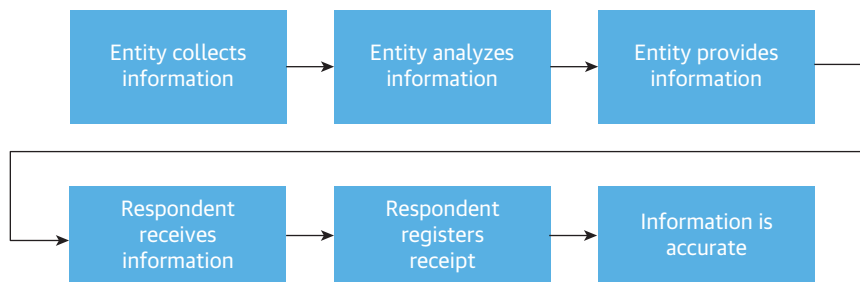 Entity collects
information
Entity analyzes
information
Entity provides
information
Respondent
receives
information
Respondent
registers
receipt
Information is
accurate